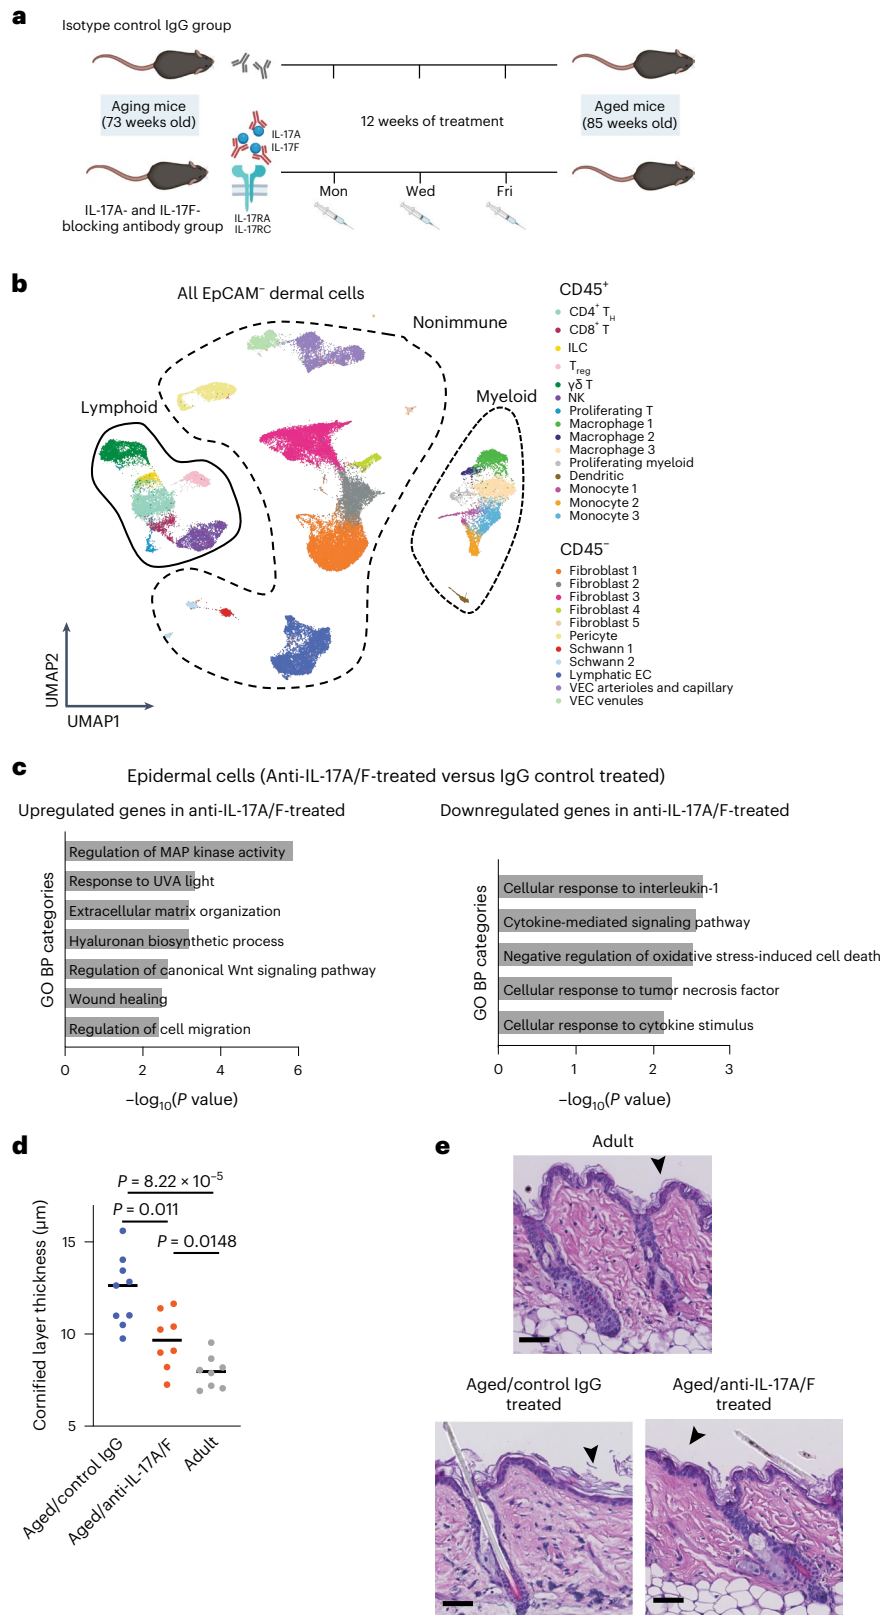 a
Isotype control IgG group
Aging mice
(73 weeks old)
IL-17A
IL-17F
12 weeks of treatment
Aged mice
(85 weeks old)
Mon
Wed
Fri
IL-17A- and IL-17F-
blocking antibody group
IL-17RA
IL-17RC
b
All EpCAM⁻ dermal cells
Nonimmune
Lymphoid
Myeloid
UMAP2
UMAP1
CD45⁺
CD4⁺ T_H
CD8⁺ T
ILC
T_reg
γδ T
NK
Proliferating T
Macrophage 1
Macrophage 2
Macrophage 3
Proliferating myeloid
Dendritic
Monocyte 1
Monocyte 2
Monocyte 3
CD45⁻
Fibroblast 1
Fibroblast 2
Fibroblast 3
Fibroblast 4
Fibroblast 5
Pericyte
Schwann 1
Schwann 2
Lymphatic EC
VEC arterioles and capillary
VEC venules
c
Epidermal cells (Anti-IL-17A/F-treated versus IgG control treated)
Upregulated genes in anti-IL-17A/F-treated
GO BP categories
Regulation of MAP kinase activity
Response to UVA light
Extracellular matrix organization
Hyaluronan biosynthetic process
Regulation of canonical Wnt signaling pathway
Wound healing
Regulation of cell migration
0 2 4 6
–log₁₀(P value)
Downregulated genes in anti-IL-17A/F-treated
GO BP categories
Cellular response to interleukin-1
Cytokine-mediated signaling pathway
Negative regulation of oxidative stress-induced cell death
Cellular response to tumor necrosis factor
Cellular response to cytokine stimulus
0 1 2 3
–log₁₀(P value)
d
P = 8.22 × 10⁻⁵
P = 0.011
P = 0.0148
Cornified layer thickness (μm)
15
10
5
Aged/control IgG
Aged/anti-IL-17A/F
Adult
e
Adult
Aged/control IgG
treated
Aged/anti-IL-17A/F
treated